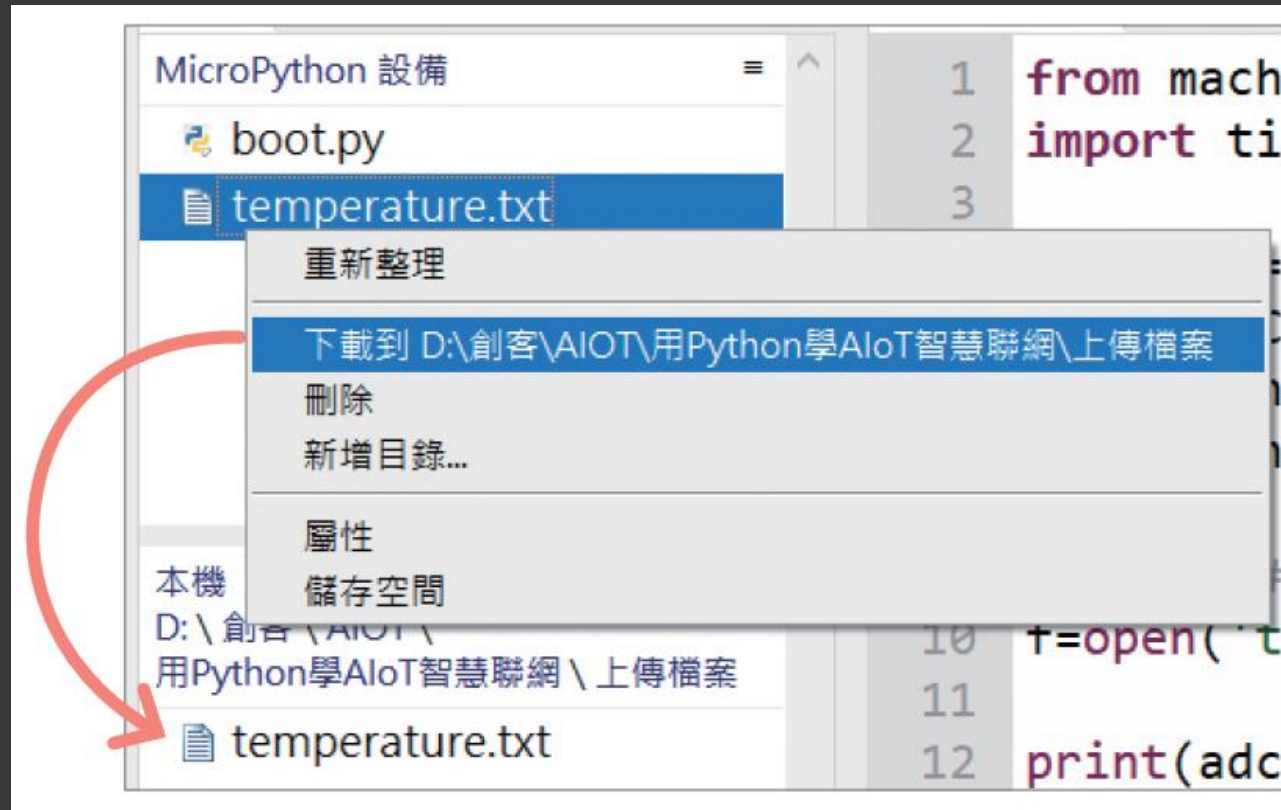 MicroPython 設備
boot.py
temperature.txt
重新整理
下載到 D:\創客\AIOT\用Python學AIoT智慧聯網\上傳檔案
刪除
新增目錄...
屬性
儲存空間
本機
D: \ 創客 \ AIOT \
用Python學AIoT智慧聯網 \ 上傳檔案
temperature.txt
1 from mach
2 import ti
3
10 f=open('t
11
12 print(adc